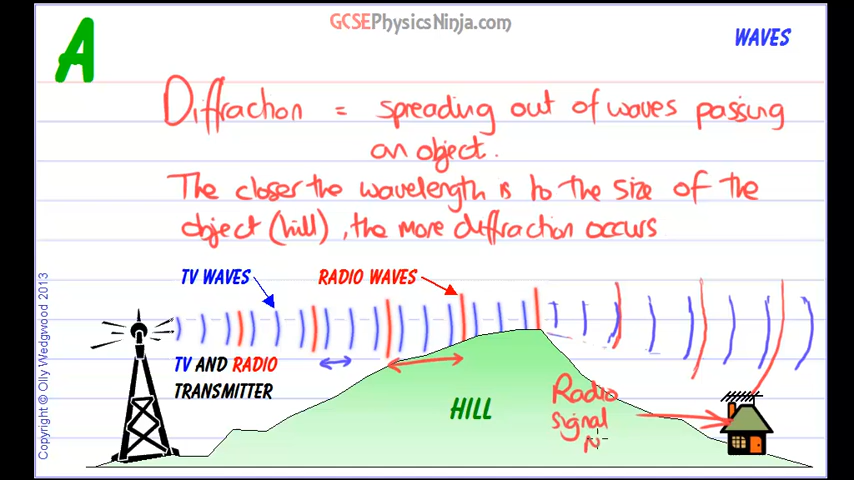 GCSEPhysicsNinja.com
A
WAVES
Diffraction = spreading out of waves passing
an object.
The closer the wavelength is to the size of the
object (hill), the more diffraction occurs
TV WAVES
RADIO WAVES
TV AND RADIO
TRANSMITTER
HILL
Radio
signal
Copyright © Olly Wedgwood 2013